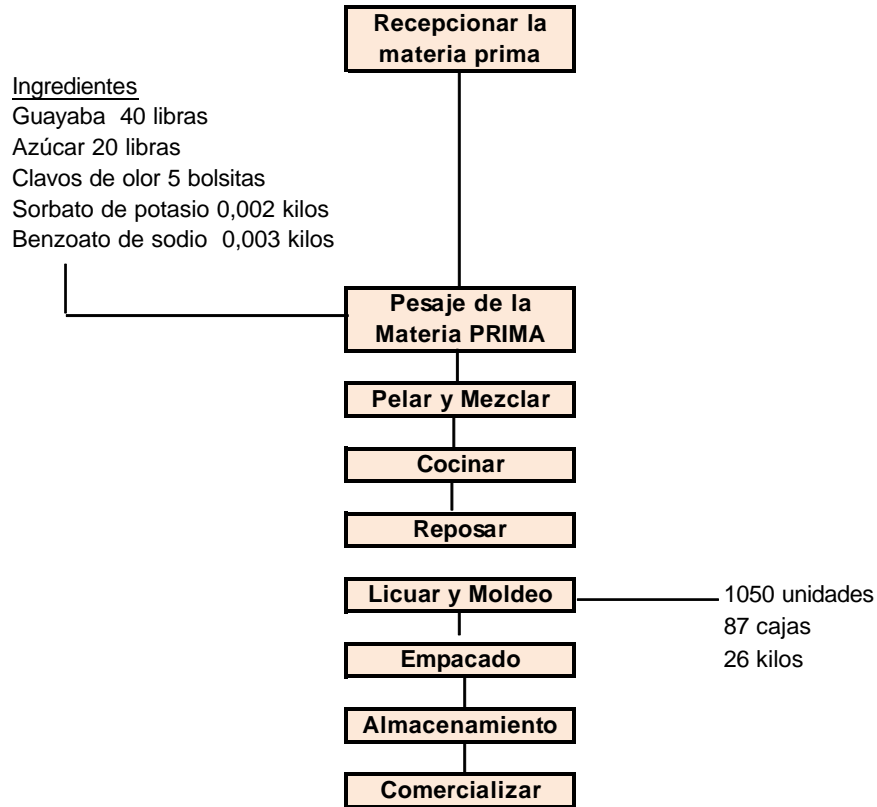 Recepcionar la
materia prima
Ingredientes
Guayaba  40 libras
Azúcar 20 libras
Clavos de olor 5 bolsitas
Sorbato de potasio 0,002 kilos
Benzoato de sodio  0,003 kilos
Pesaje de la
Materia PRIMA
Pelar y Mezclar
Cocinar
Reposar
Licuar y Moldeo
1050 unidades
87 cajas
26 kilos
Empacado
Almacenamiento
Comercializar